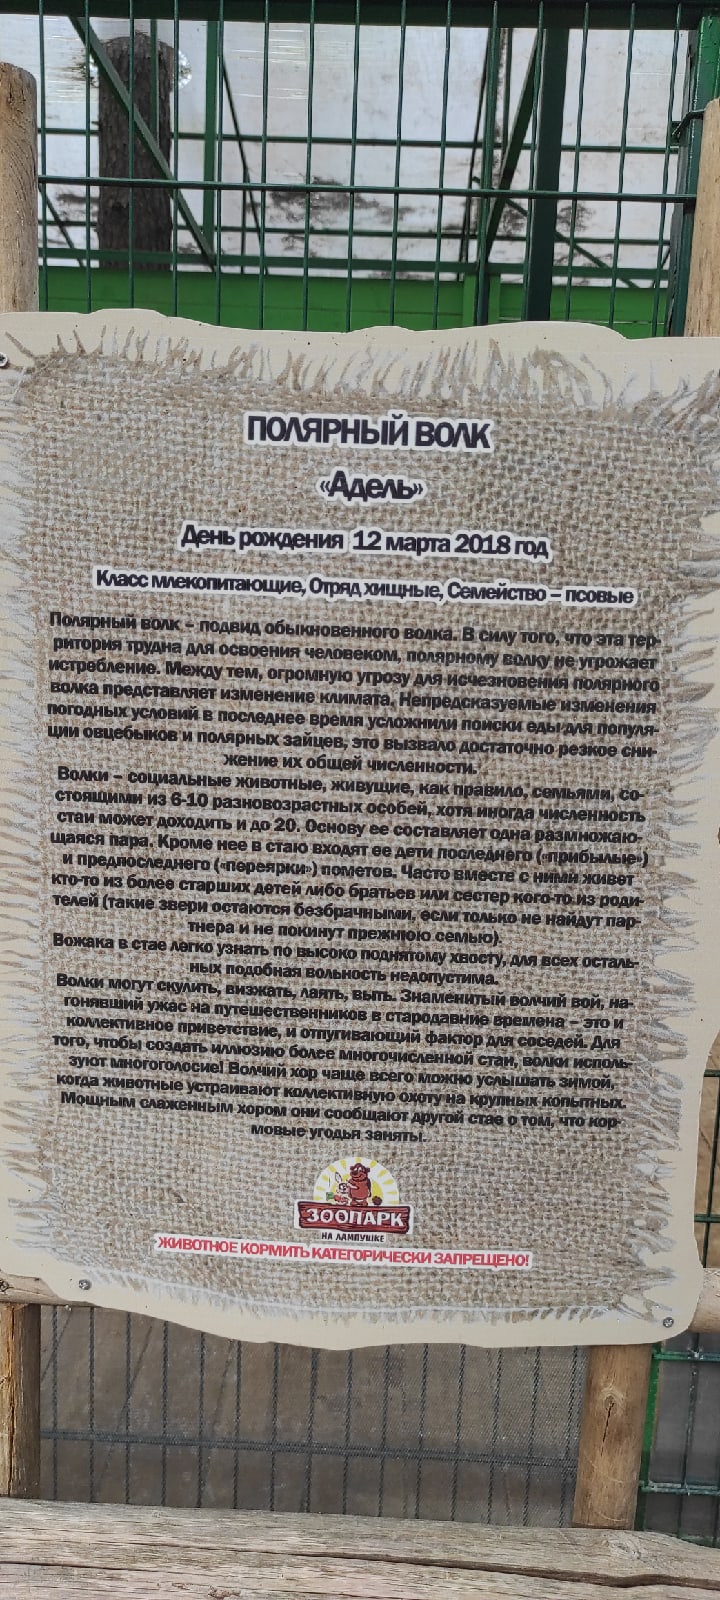 ПОЛЯРНЫЙ ВОЛК
«Адель»
День рождения 12 марта 2018 год
Класс млекопитающие, Отряд хищные, Семейство – псовые
Полярный волк – подвид обыкновенного волка. В силу того, что эта тер-
ритория трудна для освоения человеком, полярному волку не угрожает
истребление. Между тем, огромную угрозу для исчезновения полярного
волка представляет изменение климата. Непредсказуемые изменения
погодных условий в последнее время усложнили поиски еды для популя-
ции овцебыков и полярных зайцев, это вызвало достаточно резкое сни-
жение их общей численности.
Волки – социальные животные, живущие, как правило, семьями, со-
стоящими из 6-10 разновозрастных особей, хотя иногда численность
стаи может доходить и до 20. Основу ее составляет одна размножаю-
щаяся пара. Кроме нее в стаю входят ее дети последнего («прибылые»)
и предпоследнего («переярки») пометов. Часто вместе с ними живет
кто-то из более старших детей либо братьев или сестер кого-то из роди-
телей (такие звери остаются безбрачными, если только не найдут пар-
тнера и не покинут прежнюю семью).
Вожака в стае легко узнать по высоко поднятому хвосту, для всех осталь-
ных подобная вольность недопустима.
Волки могут скулить, визжать, лаять, выть. Знаменитый волчий вой, на-
гонявший ужас на путешественников в стародавние времена – это и
коллективное приветствие, и отпугивающий фактор для соседей. Для
того, чтобы создать иллюзию более многочисленной стаи, волки исполь-
зуют многоголосие! Волчий хор чаще всего можно услышать зимой,
когда животные устраивают коллективную охоту на крупных копытных.
Мощным слаженным хором они сообщают другой стае о том, что кор-
мовые угодья заняты.
ЗООПАРК
НА ЛАМПУШКЕ
ЖИВОТНОЕ КОРМИТЬ КАТЕГОРИЧЕСКИ ЗАПРЕЩЕНО!